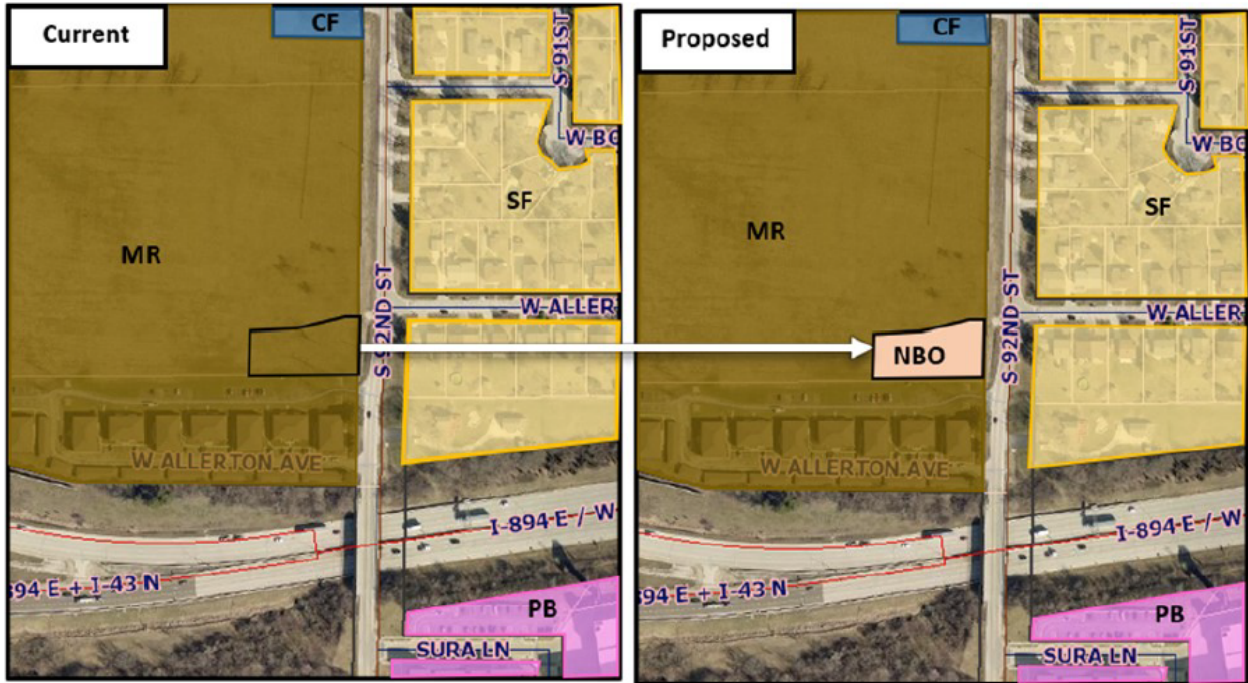 Current
CF
S 91ST
W BO
SF
MR
S 92ND ST
W ALLER
W ALLERTON AVE
I-894 E / W
894 E + I-43 N
PB
SURA LN
Proposed
CF
S 91ST
W BO
SF
MR
S 92ND ST
W ALLER
NBO
W ALLERTON AVE
I-894 E / W
894 E + I-43 N
PB
SURA LN